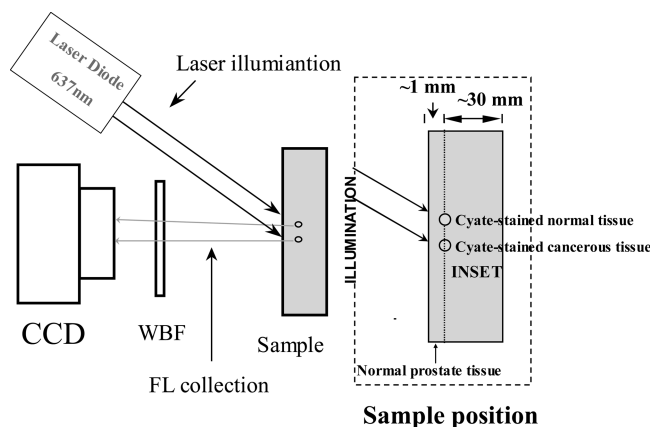 Laser Diode
637nm
Laser illumiantion
~1 mm
~30 mm
ILLUMINATION
Cyate-stained normal tissue
Cyate-stained cancerous tissue
INSET
CCD
WBF
Sample
Normal prostate tissue
FL collection
Sample position